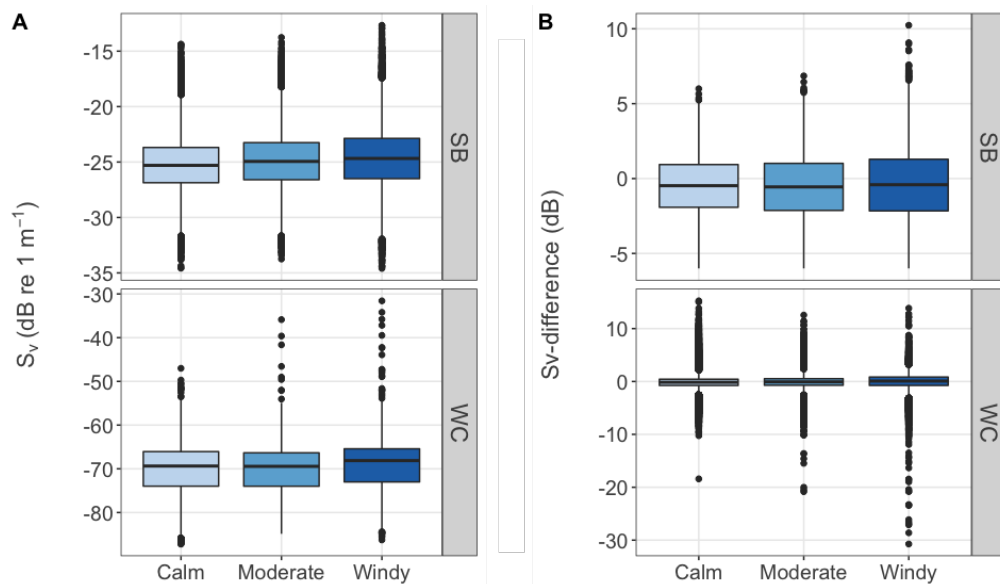 A
S_v (dB re 1 m⁻¹)
-15
-20
-25
-30
-35
SB
-30
-40
-50
-60
-70
-80
WC
Calm Moderate Windy
B
Sv-difference (dB)
10
5
0
-5
SB
10
0
-10
-20
-30
WC
Calm Moderate Windy